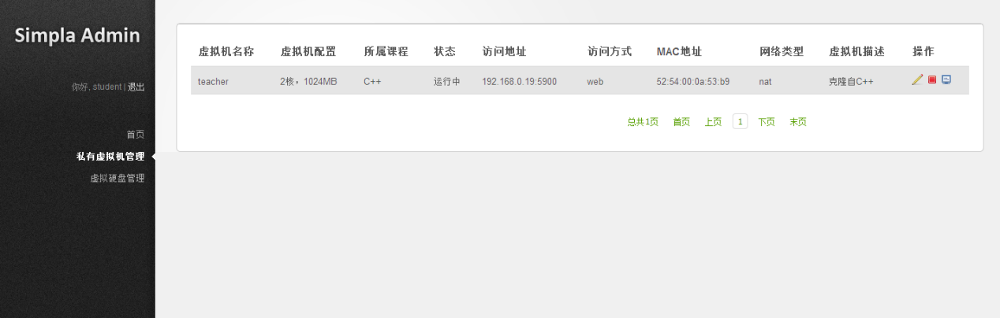 Simpla Admin
你好, student | 退出
首页
私有虚拟机管理
虚拟硬盘管理
虚拟机名称 虚拟机配置 所属课程 状态 访问地址 访问方式 MAC地址 网络类型 虚拟机描述 操作
teacher 2核，1024MB C++ 运行中 192.168.0.19:5900 web 52:54:00:0a:53:b9 nat 克隆自C++
总共1页 首页 上页 1 下页 末页